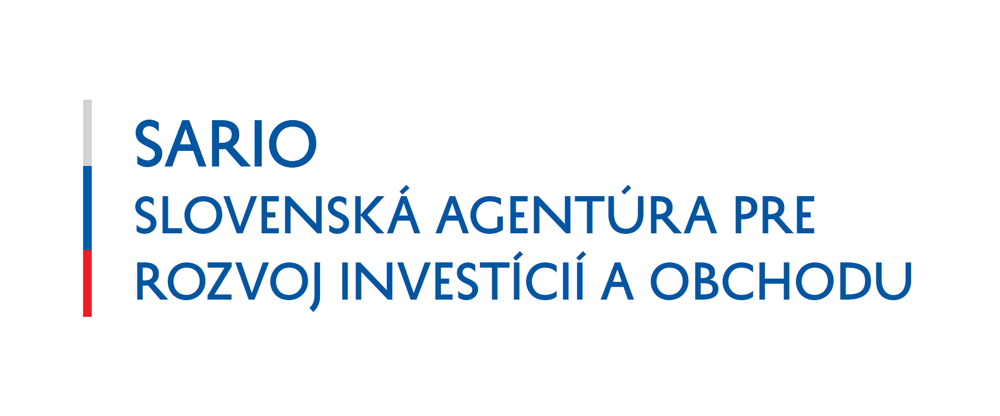 SARIO
SLOVENSKÁ AGENTÚRA PRE
ROZVOJ INVESTÍCIÍ A OBCHODU